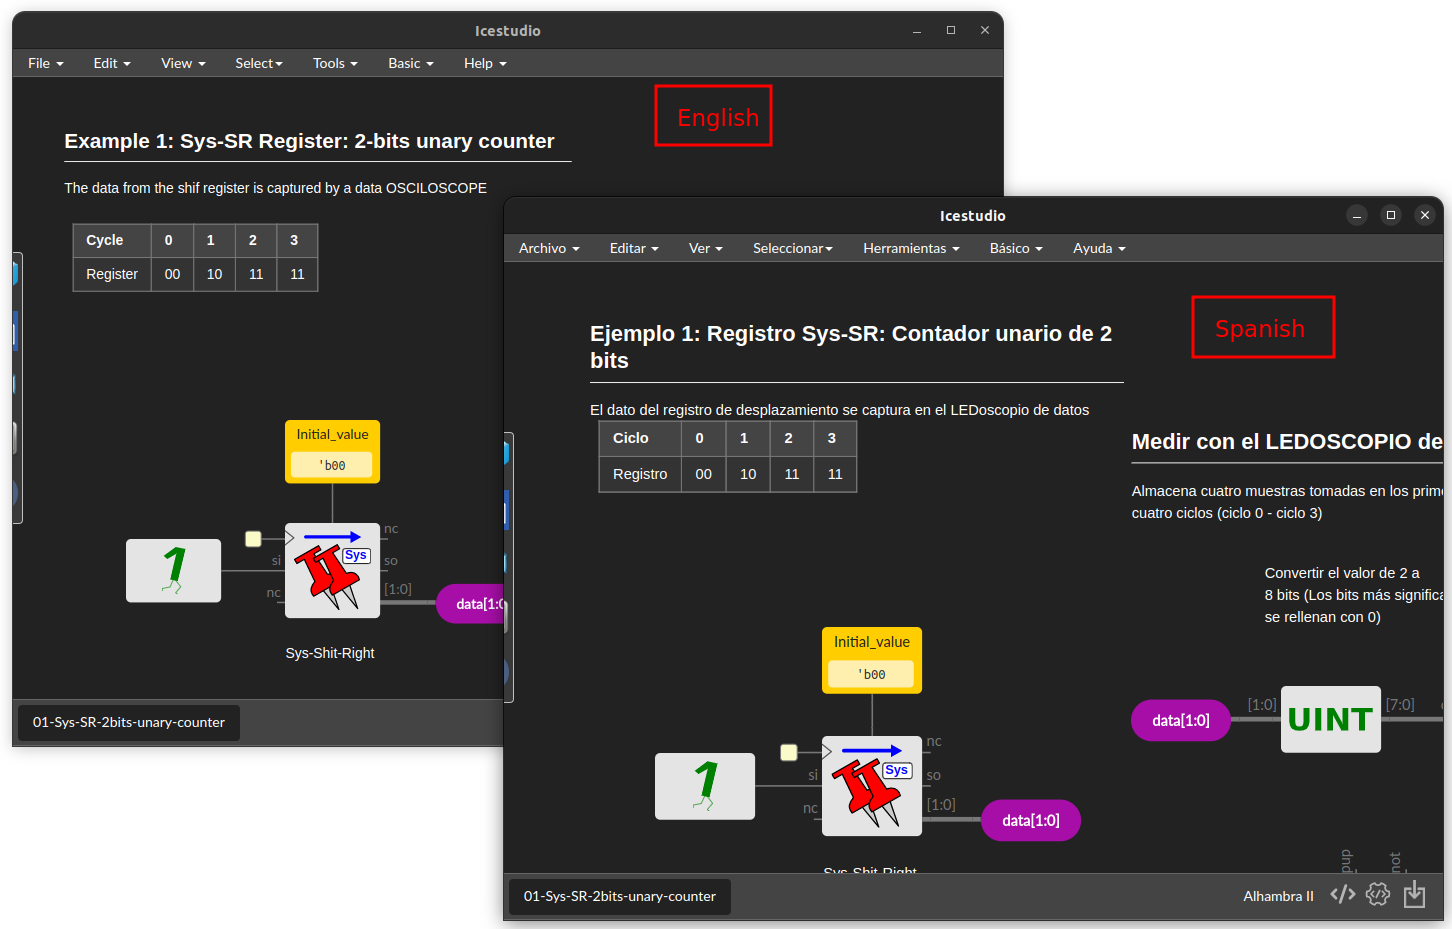 Icestudio
File Edit View Select Tools Basic Help
English
Example 1: Sys-SR Register: 2-bits unary counter
The data from the shif register is captured by a data OSCILOSCOPE
Cycle 0 1 2 3
Register 00 10 11 11
Initial_value
'b00
nc
Sys
si
so
nc
[1:0]
1
data[1:0
Sys-Shit-Right
01-Sys-SR-2bits-unary-counter
Icestudio
Archivo Editar Ver Seleccionar Herramientas Básico Ayuda
Spanish
Ejemplo 1: Registro Sys-SR: Contador unario de 2
bits
El dato del registro de desplazamiento se captura en el LEDoscopio de datos
Ciclo 0 1 2 3
Registro 00 10 11 11
Medir con el LEDOSCOPIO de
Almacena cuatro muestras tomadas en los prim
cuatro ciclos (ciclo 0 - ciclo 3)
Convertir el valor de 2 a
8 bits (Los bits más significa
se rellenan con 0)
Initial_value
'b00
nc
Sys
si
so
nc
[1:0]
1
data[1:0]
Sys-Shit-Right
data[1:0]
[1:0]
UINT
[7:0]
pup
not
01-Sys-SR-2bits-unary-counter
Alhambra II